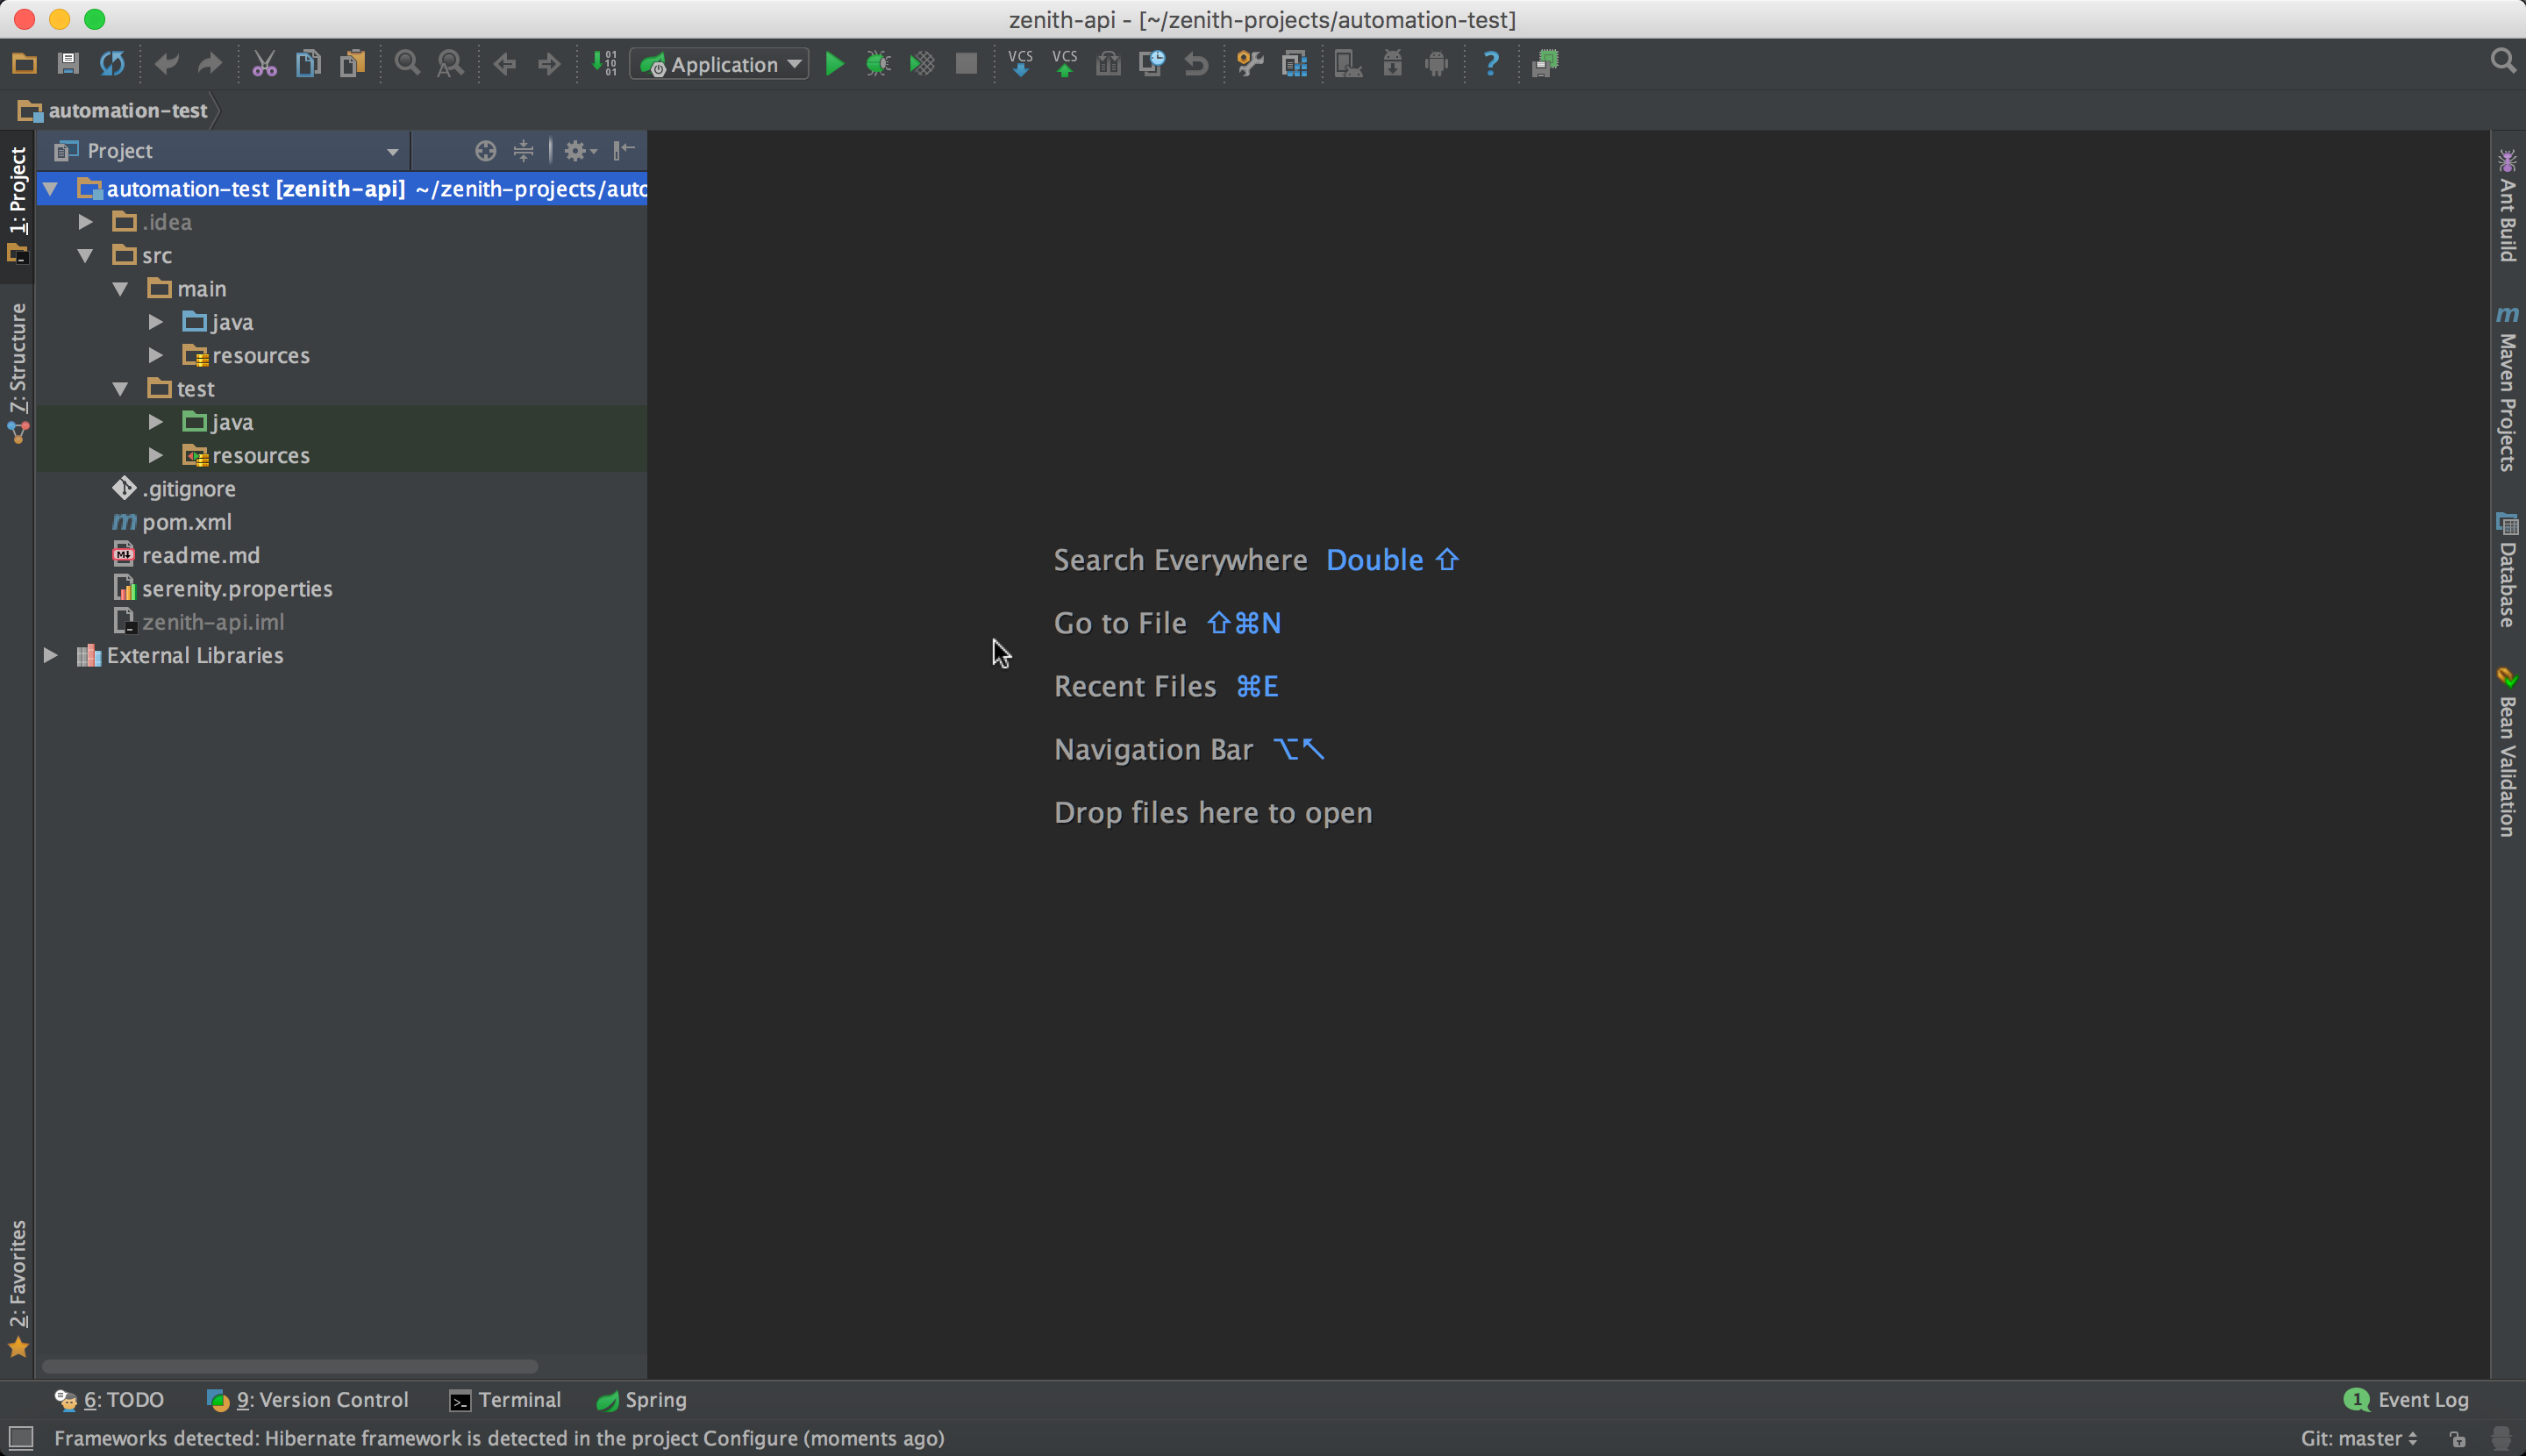 zenith-api - [~/zenith-projects/automation-test]
01
10
01
Application
VCS
VCS
?
automation-test
Project
1: Project
automation-test [zenith-api] ~/zenith-projects/auto
.idea
src
main
java
resources
test
java
resources
.gitignore
m pom.xml
M↓ readme.md
serenity.properties
zenith-api.iml
External Libraries
Z: Structure
2: Favorites
Search Everywhere Double ⇧
Go to File ⇧⌘N
Recent Files ⌘E
Navigation Bar ⌥↖
Drop files here to open
Ant Build
m Maven Projects
Database
Bean Validation
6: TODO
9: Version Control
Terminal
Spring
1 Event Log
Frameworks detected: Hibernate framework is detected in the project Configure (moments ago)
Git: master